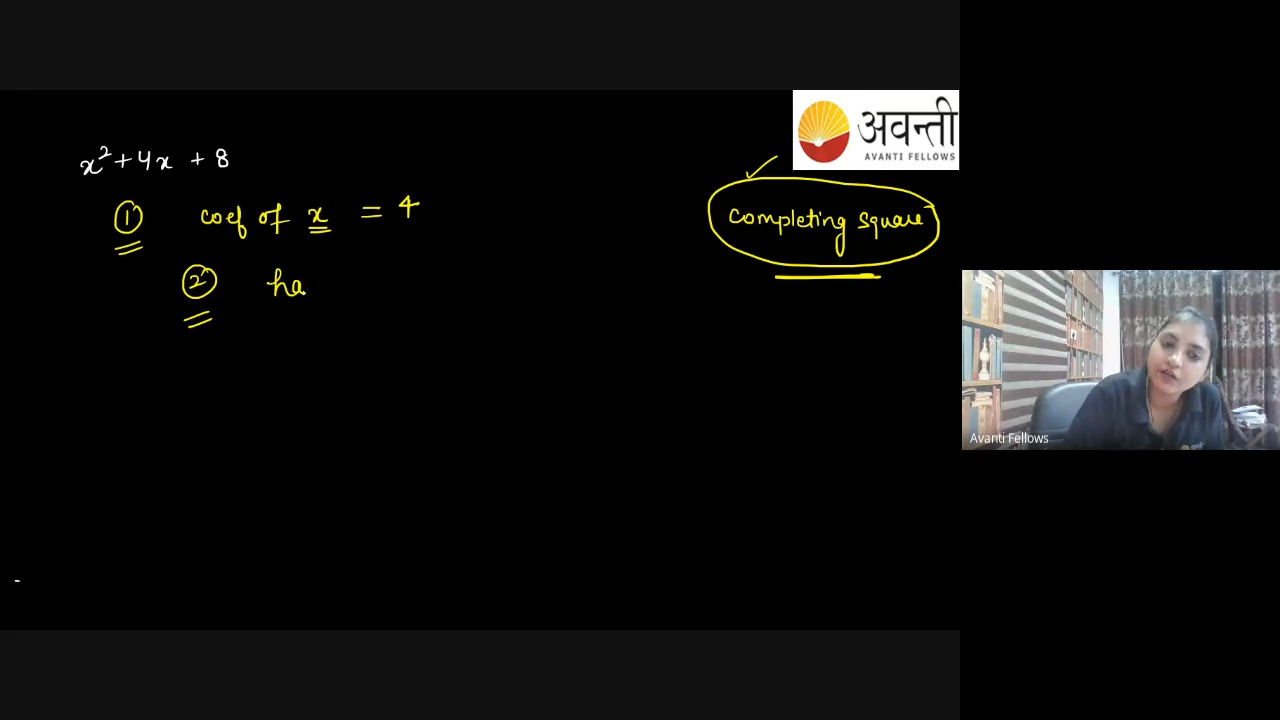 अवन्ती
AVANTI FELLOWS
x² + 4x + 8
completing square
① coef of x = 4
② ha
Avanti Fellows